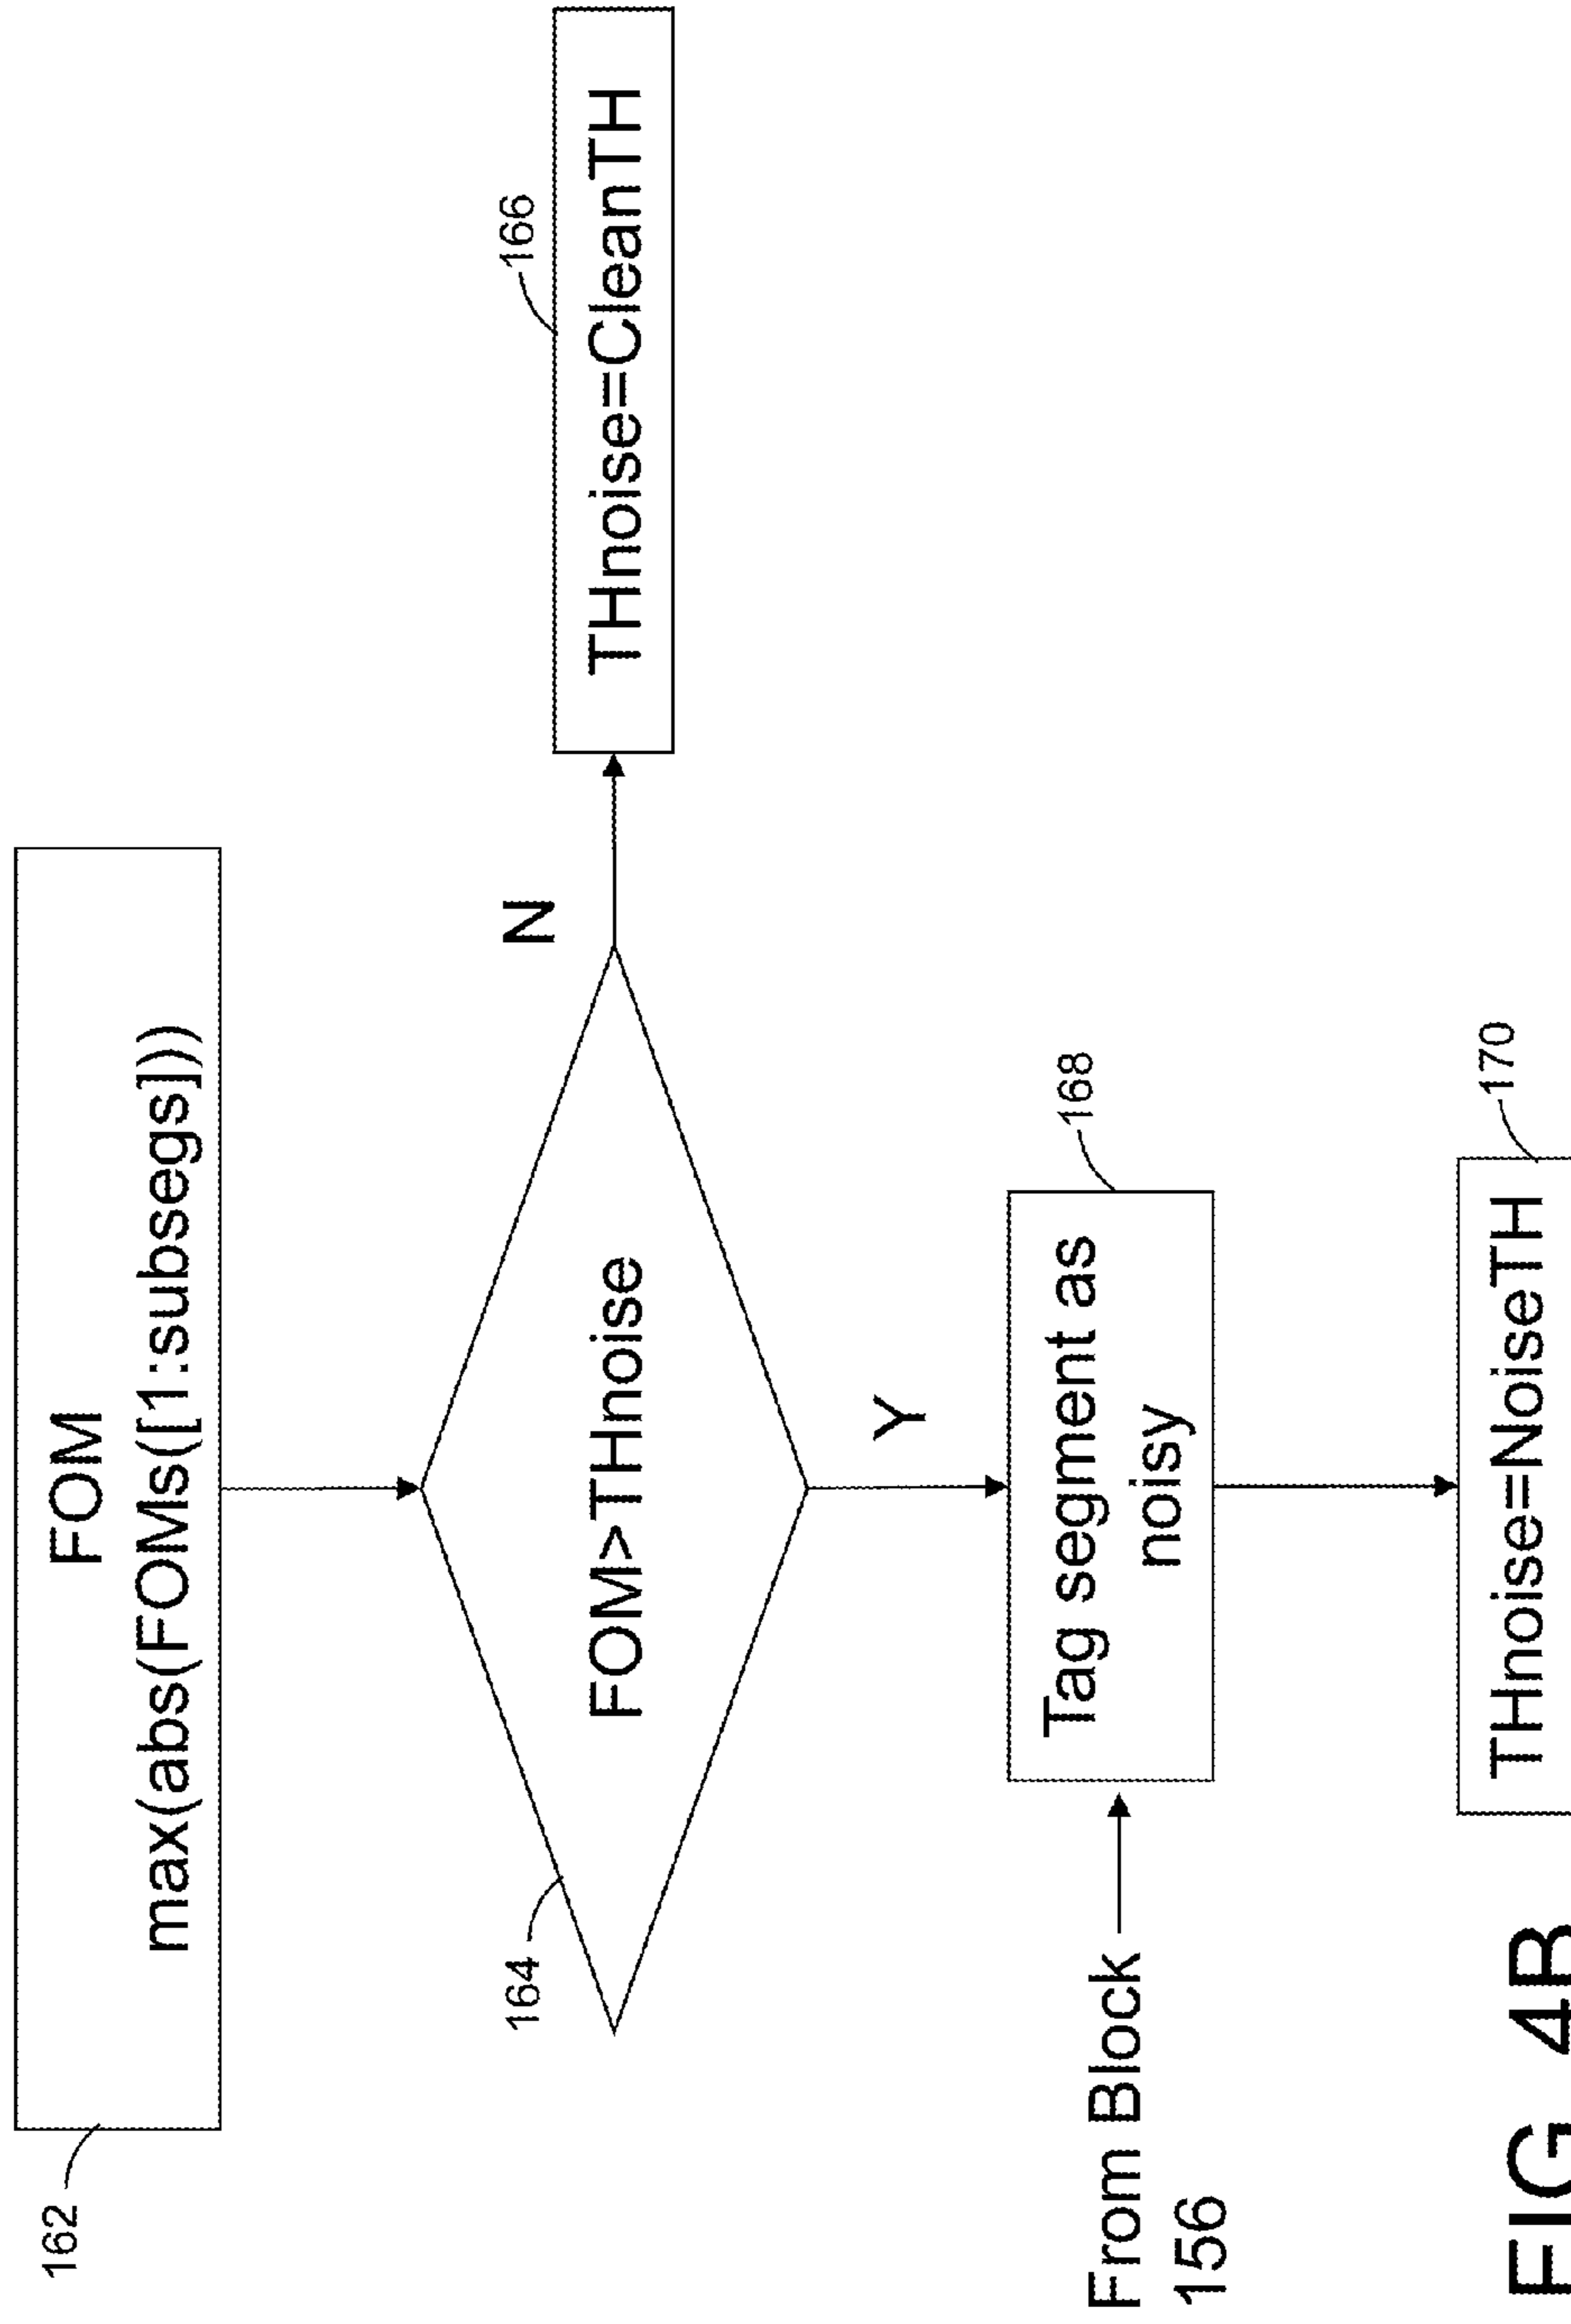 162
FOM
max(abs(FOMs([1:subsegs]))
164
FOM>THnoise
N
166
THnoise=CleanTH
Y
From Block
156
168
Tag segment as
noisy
170
THnoise=NoiseTH
FIG 4B